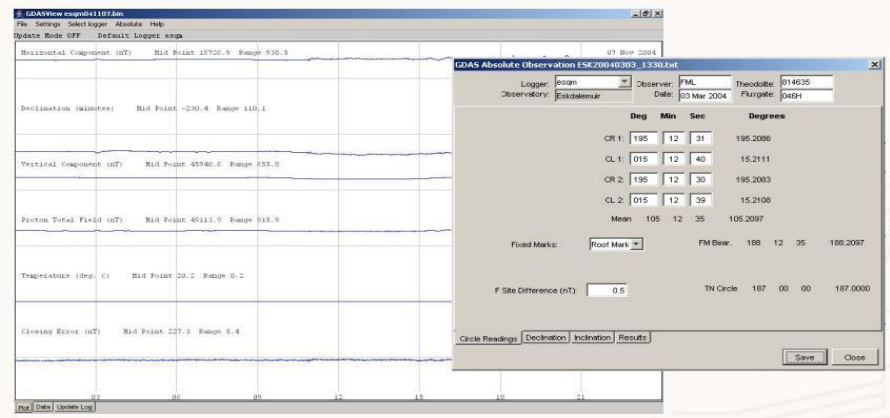 GDASView esqm041107.bin
File Settings Select logger Absolute Help
Update Mode OFF Default Logger esqm
Horizontal Component (nT) Mid Point 16726.9 Range 938.5
07 Nov 2004
Declination (minutes) Mid Point -230.4 Range 110.1
Vertical Component (nT) Mid Point 45940.6 Range 655.8
Proton Total Field (nT) Mid Point 49113.9 Range 915.9
Temperature (deg. C) Mid Point 20.2 Range 0.2
Closing Error (nT) Mid Point 227.3 Range 5.4
03 06 09 12 15 18 21
Plot Data Update Log
GDAS Absolute Observation ESK20040303_1330.txt
Logger: esqm Observer: FML Theodolite: 814635
Observatory: Eskdalemuir Date: 03 Mar 2004 Fluxgate: 046H
Deg Min Sec Degrees
CR 1: 195 12 31 195.2086
CL 1: 015 12 40 15.2111
CR 2: 195 12 30 195.2083
CL 2: 015 12 39 15.2108
Mean 105 12 35 105.2097
Fixed Marks: Roof Mark FM Bear. 188 12 35 188.2097
F Site Difference (nT): 0.5 TN Circle 187 00 00 187.0000
Circle Readings Declination Inclination Results
Save Close